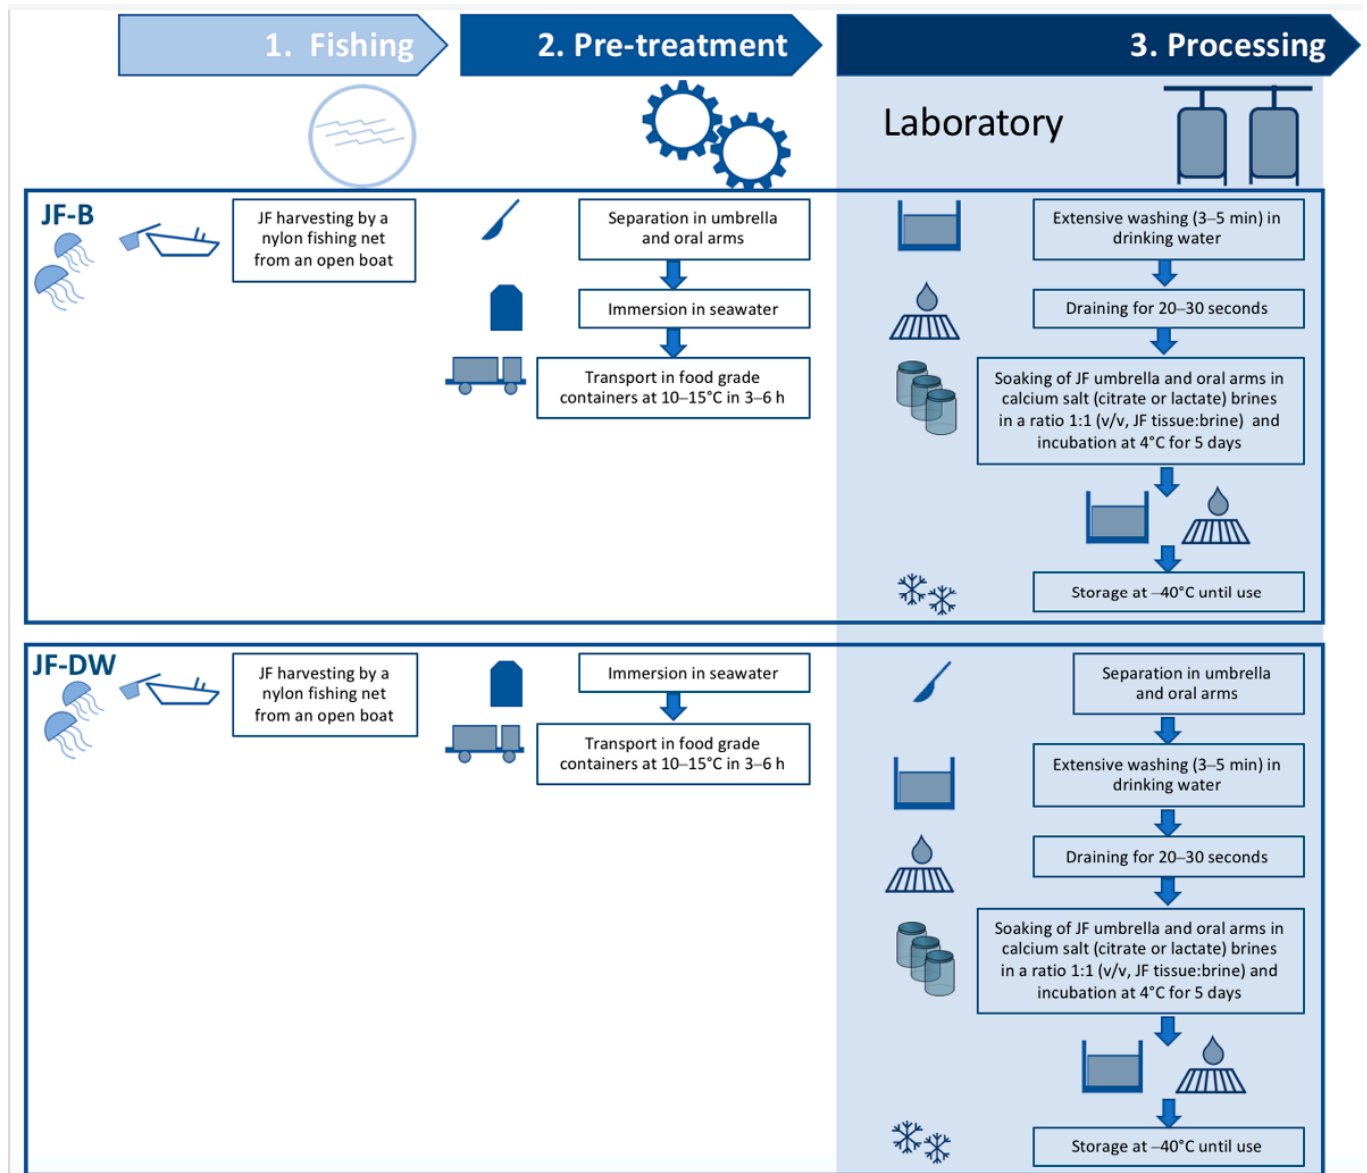 1. Fishing
2. Pre-treatment
3. Processing
Laboratory
JF-B
JF harvesting by a
nylon fishing net
from an open boat
Separation in umbrella
and oral arms
Immersion in seawater
Transport in food grade
containers at 10–15°C in 3–6 h
Extensive washing (3–5 min) in
drinking water
Draining for 20–30 seconds
Soaking of JF umbrella and oral arms in
calcium salt (citrate or lactate) brines
in a ratio 1:1 (v/v, JF tissue:brine) and
incubation at 4°C for 5 days
Storage at –40°C until use
JF-DW
JF harvesting by a
nylon fishing net
from an open boat
Immersion in seawater
Transport in food grade
containers at 10–15°C in 3–6 h
Separation in umbrella
and oral arms
Extensive washing (3–5 min) in
drinking water
Draining for 20–30 seconds
Soaking of JF umbrella and oral arms in
calcium salt (citrate or lactate) brines
in a ratio 1:1 (v/v, JF tissue:brine) and
incubation at 4°C for 5 days
Storage at –40°C until use